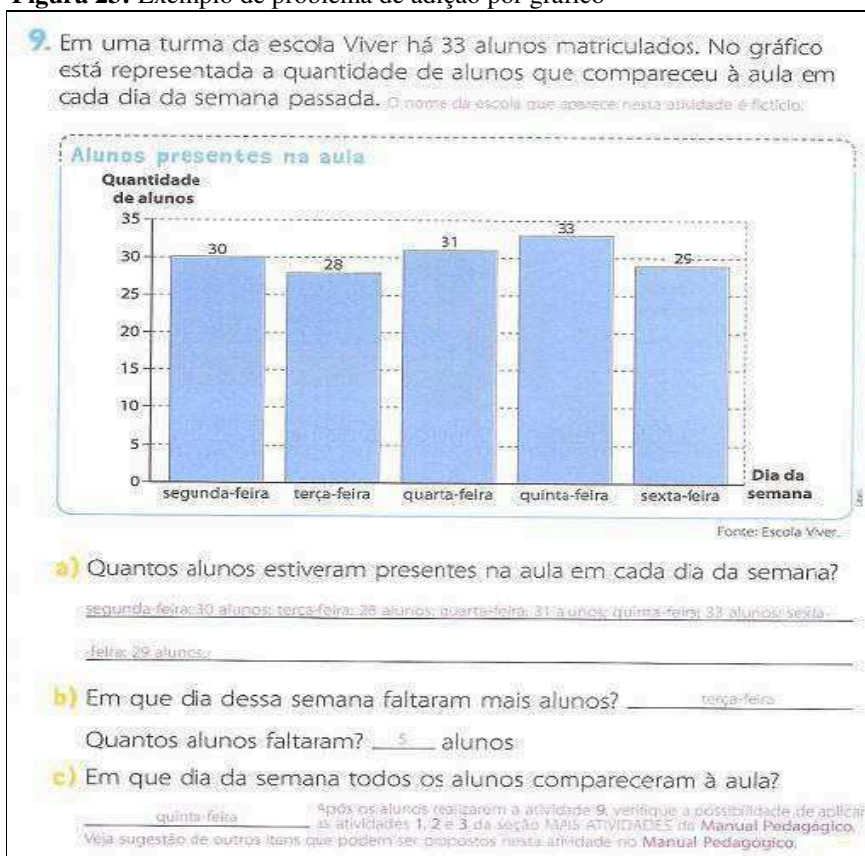 Figura 23: Exemplo de problema de adição por gráfico
9. Em uma turma da escola Viver há 33 alunos matriculados. No gráfico
está representada a quantidade de alunos que compareceu à aula em
cada dia da semana passada. O nome da escola que aparece nesta atividade é fictício.
Alunos presentes na aula
Quantidade
de alunos
35
33
31
30
30
29
28
25
20
15
10
5
0
segunda-feira terça-feira quarta-feira quinta-feira sexta-feira
Dia da
semana
Fonte: Escola Viver.
a) Quantos alunos estiveram presentes na aula em cada dia da semana?
segunda-feira: 30 alunos; terça-feira: 28 alunos; quarta-feira: 31 alunos; quinta-feira: 33 alunos; sexta-
-feira: 29 alunos.
b) Em que dia dessa semana faltaram mais alunos? terça-feira
Quantos alunos faltaram? 5 alunos
c) Em que dia da semana todos os alunos compareceram à aula?
quinta-feira
Após os alunos realizarem a atividade 9, verifique a possibilidade de aplicar
as atividades 1, 2 e 3 da seção MAIS ATIVIDADES do Manual Pedagógico.
Veja sugestão de outros itens que podem ser propostos nesta atividade no Manual Pedagógico.